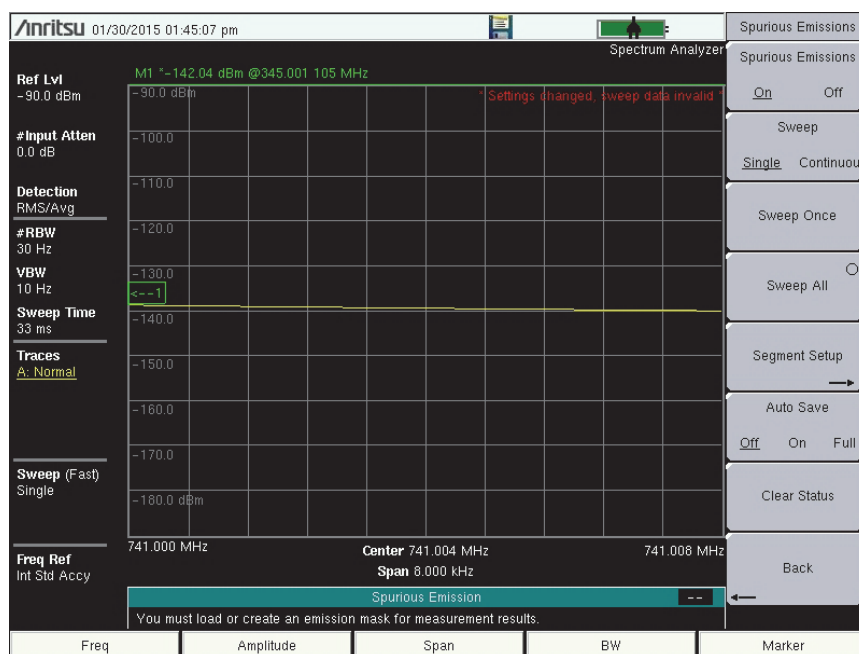 Anritsu 01/30/2015 01:45:07 pm
Spectrum Analyzer
M1 *-142.04 dBm @345.001 105 MHz
Ref Lvl
-90.0 dBm
#Input Atten
0.0 dB
Detection
RMS/Avg
#RBW
30 Hz
VBW
10 Hz
Sweep Time
33 ms
Traces
A: Normal
Sweep (Fast)
Single
Freq Ref
Int Std Accy
-90.0 dBm
* Settings changed, sweep data invalid *
-100.0
-110.0
-120.0
-130.0
<--1
-140.0
-150.0
-160.0
-170.0
-180.0 dBm
741.000 MHz
Center 741.004 MHz
741.008 MHz
Span 8.000 kHz
Spurious Emission
--
You must load or create an emission mask for measurement results.
Spurious Emissions
Spurious Emissions
On Off
Sweep
Single Continuou
Sweep Once
Sweep All
Segment Setup
Auto Save
Off On Full
Clear Status
Back
Freq
Amplitude
Span
BW
Marker